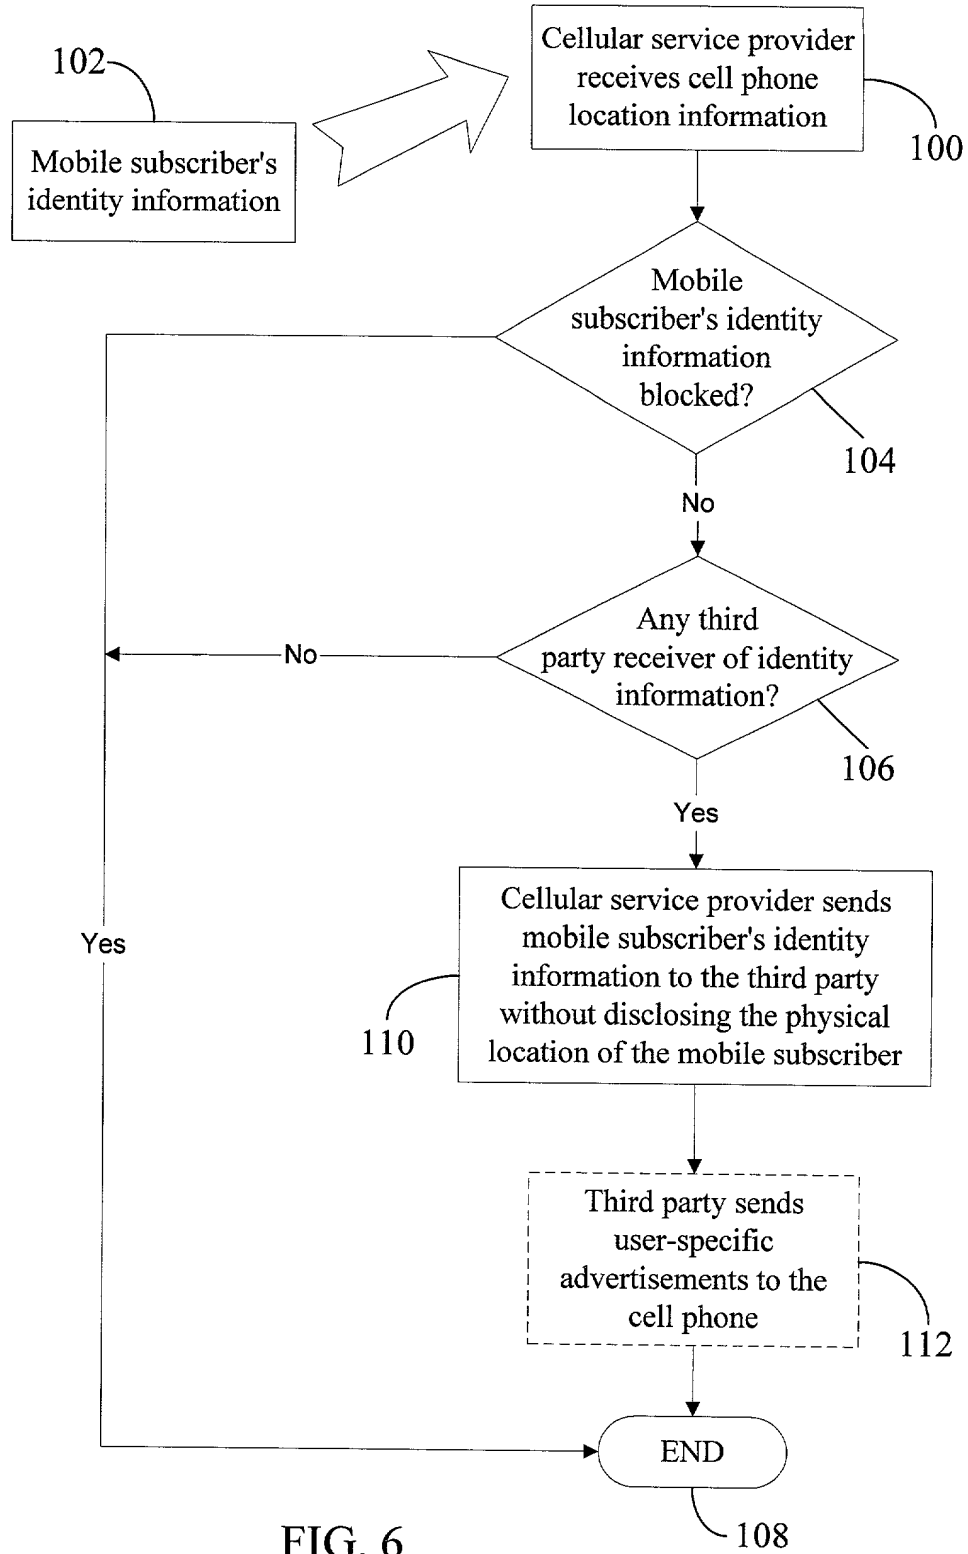 Cellular service provider
receives cell phone
location information
100
102
Mobile subscriber's
identity information
Mobile
subscriber's identity
information
blocked?
104
No
Any third
party receiver of identity
information?
106
No
Yes
Cellular service provider sends
mobile subscriber's identity
information to the third party
without disclosing the physical
location of the mobile subscriber
110
Yes
Third party sends
user-specific
advertisements to the
cell phone
112
END
108
FIG. 6